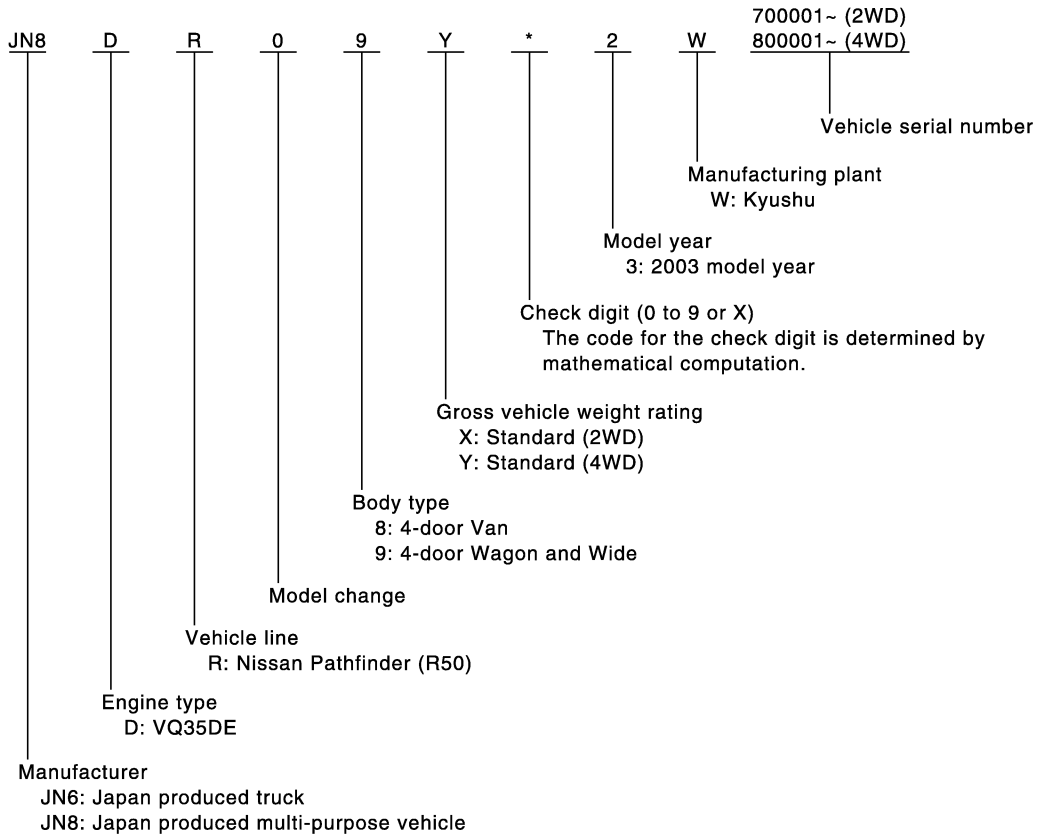 700001~ (2WD)
JN8 D R 0 9 Y * 2 W 800001~ (4WD)
Vehicle serial number
Manufacturing plant
W: Kyushu
Model year
3: 2003 model year
Check digit (0 to 9 or X)
The code for the check digit is determined by
mathematical computation.
Gross vehicle weight rating
X: Standard (2WD)
Y: Standard (4WD)
Body type
8: 4-door Van
9: 4-door Wagon and Wide
Model change
Vehicle line
R: Nissan Pathfinder (R50)
Engine type
D: VQ35DE
Manufacturer
JN6: Japan produced truck
JN8: Japan produced multi-purpose vehicle